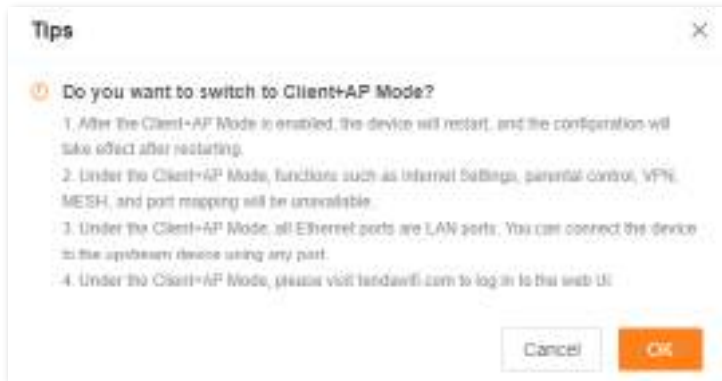 Tips
Do you want to switch to Client+AP Mode?
1. After the Client+AP Mode is enabled, the device will restart, and the configuration will
take effect after restarting.
2. Under the Client+AP Mode, functions such as Internet Settings, parental control, VPN,
MESH, and port mapping will be unavailable.
3. Under the Client+AP Mode, all Ethernet ports are LAN ports. You can connect the device
to the upstream device using any port.
4. Under the Client+AP Mode, please visit tendawifi.com to log in to the web UI.
Cancel
OK